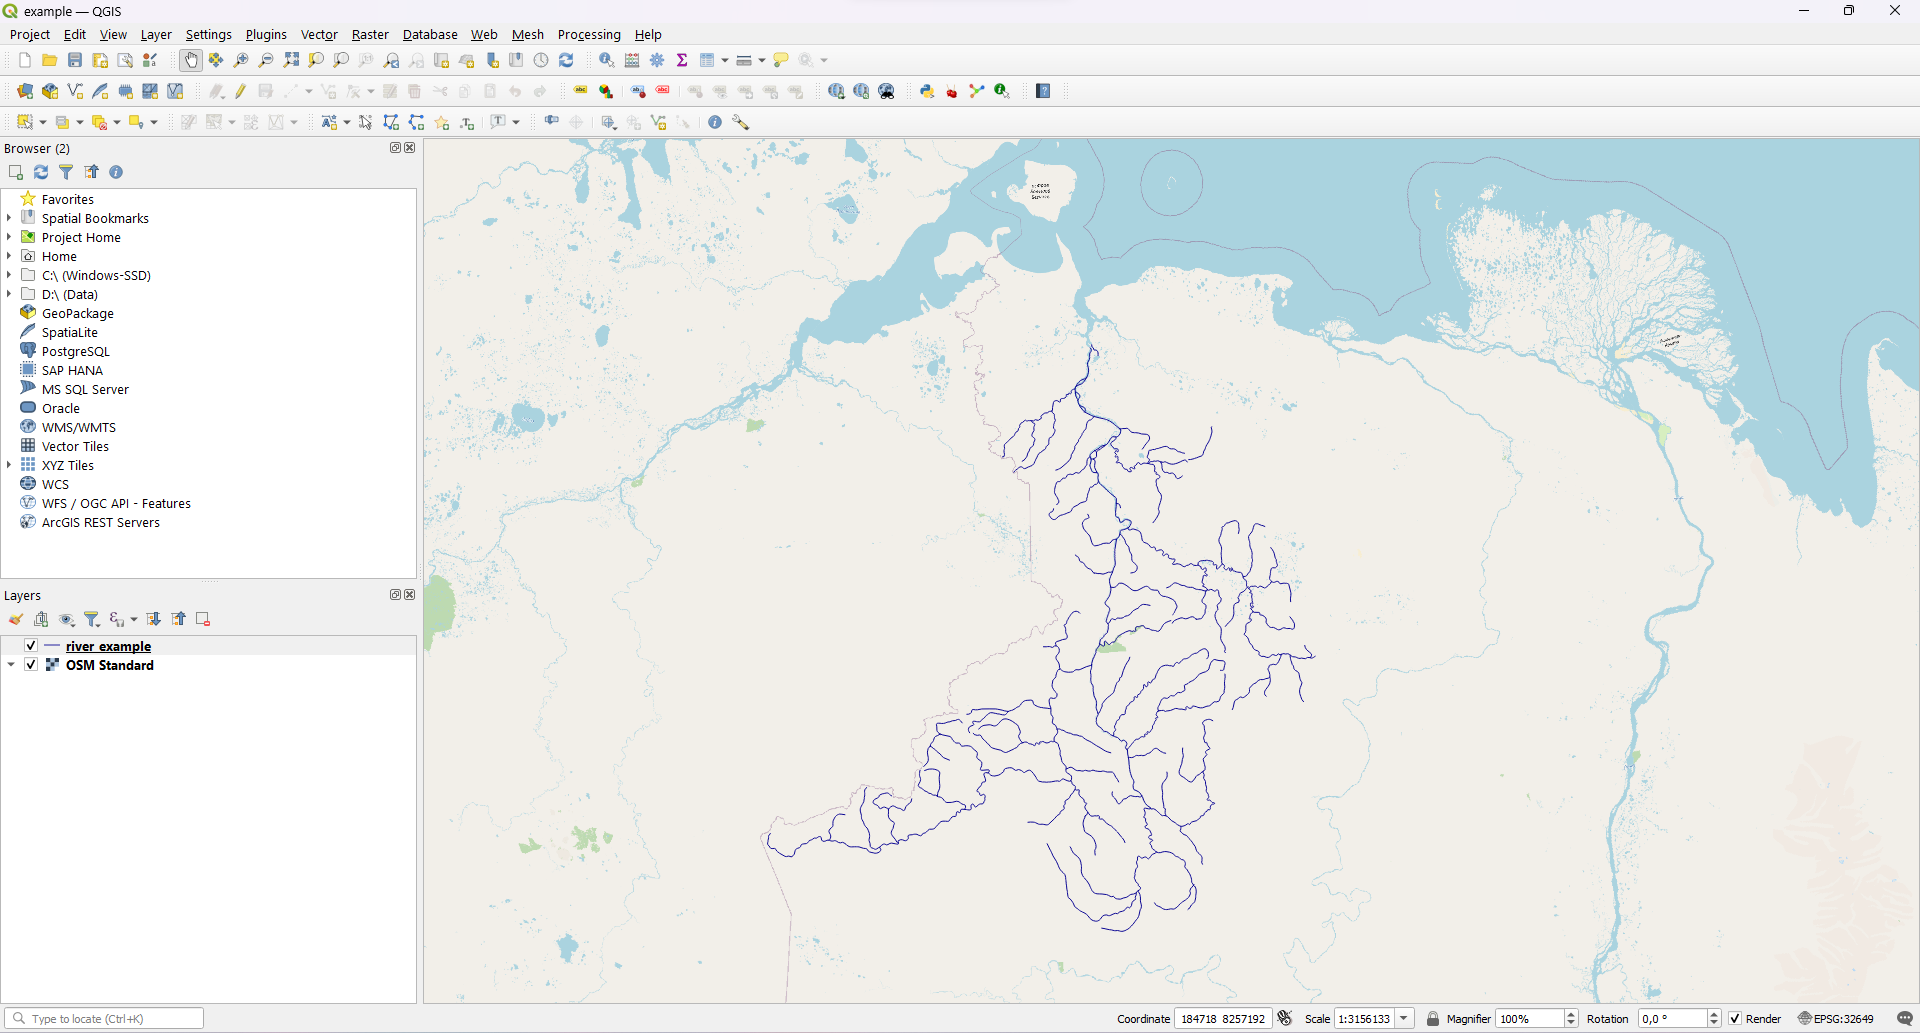 example — QGIS
Project Edit View Layer Settings Plugins Vector Raster Database Web Mesh Processing Help
Browser (2)
Favorites
Spatial Bookmarks
Project Home
Home
C:\ (Windows-SSD)
D:\ (Data)
GeoPackage
SpatiaLite
PostgreSQL
SAP HANA
MS SQL Server
Oracle
WMS/WMTS
Vector Tiles
XYZ Tiles
WCS
WFS / OGC API - Features
ArcGIS REST Servers
Layers
river example
OSM Standard
Type to locate (Ctrl+K)
Coordinate 184718 8257192 Scale 1:3156133 Magnifier 100% Rotation 0,0 ° Render EPSG:32649